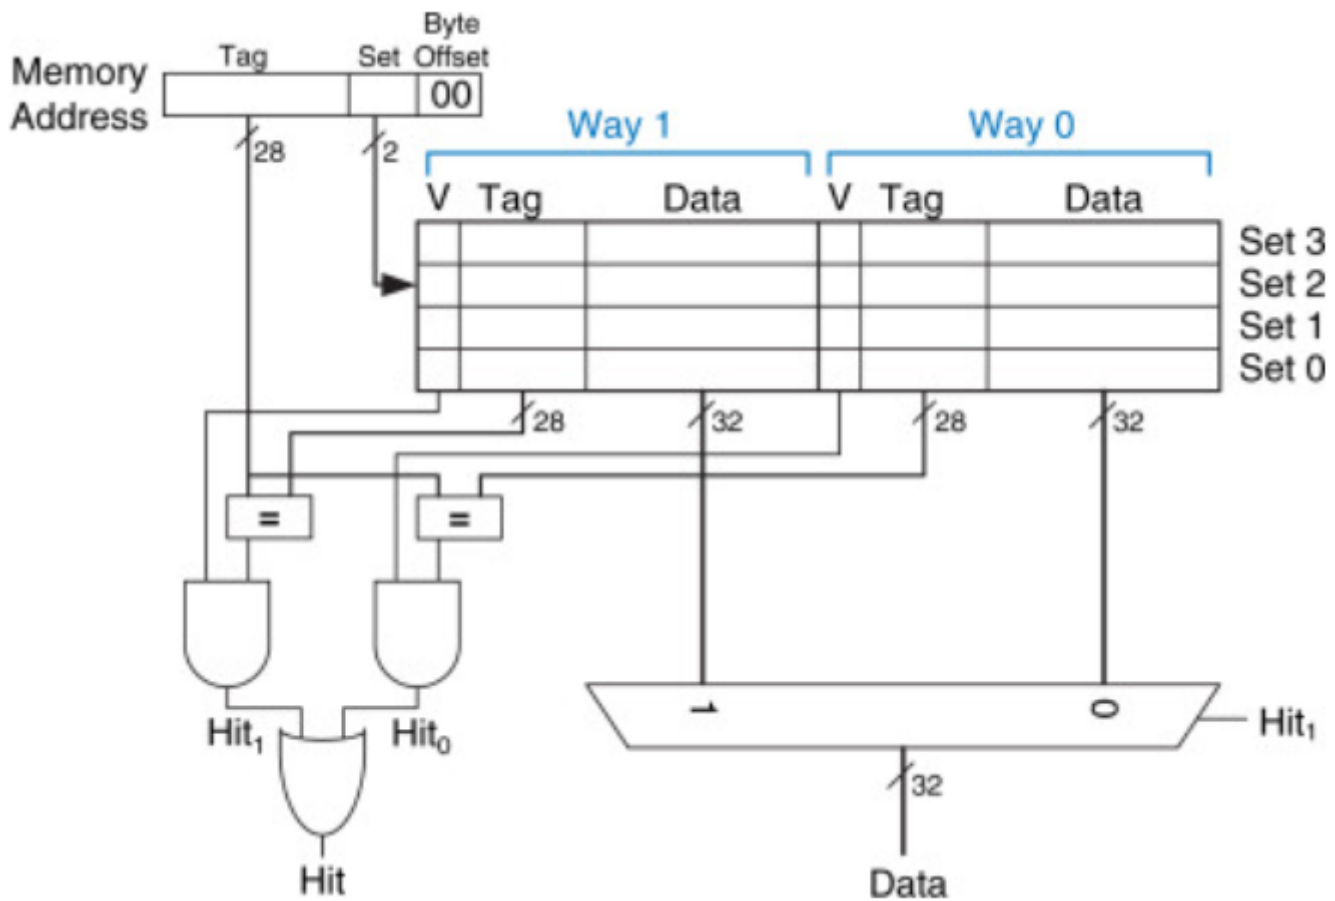 Byte
Tag Set Offset
Memory Address 00
28 2
Way 1 Way 0
V Tag Data V Tag Data
Set 3
Set 2
Set 1
Set 0
28 32 28 32
= =
1 0
Hit1 Hit0 Hit1
32
Hit Data